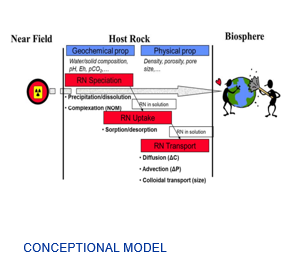 Near Field
Host Rock
Biosphere
Geochemical prop
Physical prop
Water/solid composition,
pH, Eh, pCO2,...
Density, porosity, pore
size,...
RN Speciation
• Precipitation/dissolution
• Complexation (NOM)
RN in solution
RN Uptake
• Sorption/desorption
RN in solution
RN Transport
• Diffusion (ΔC)
• Advection (ΔP)
• Colloidal transport (size)
CONCEPTIONAL MODEL